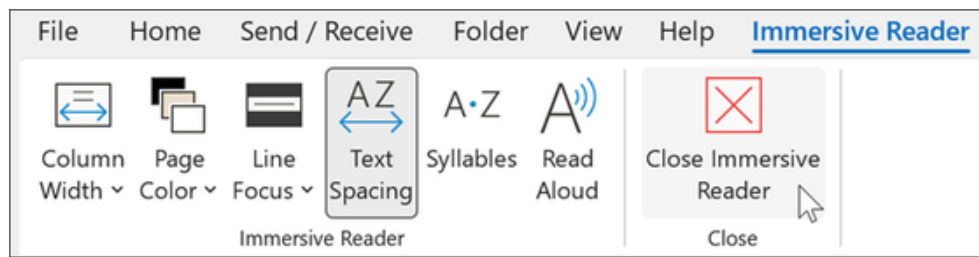 File Home Send / Receive Folder View Help Immersive Reader
AZ A·Z A
Column Page Line Text Syllables Read Close Immersive
Width Color Focus Spacing Aloud Reader
Immersive Reader Close